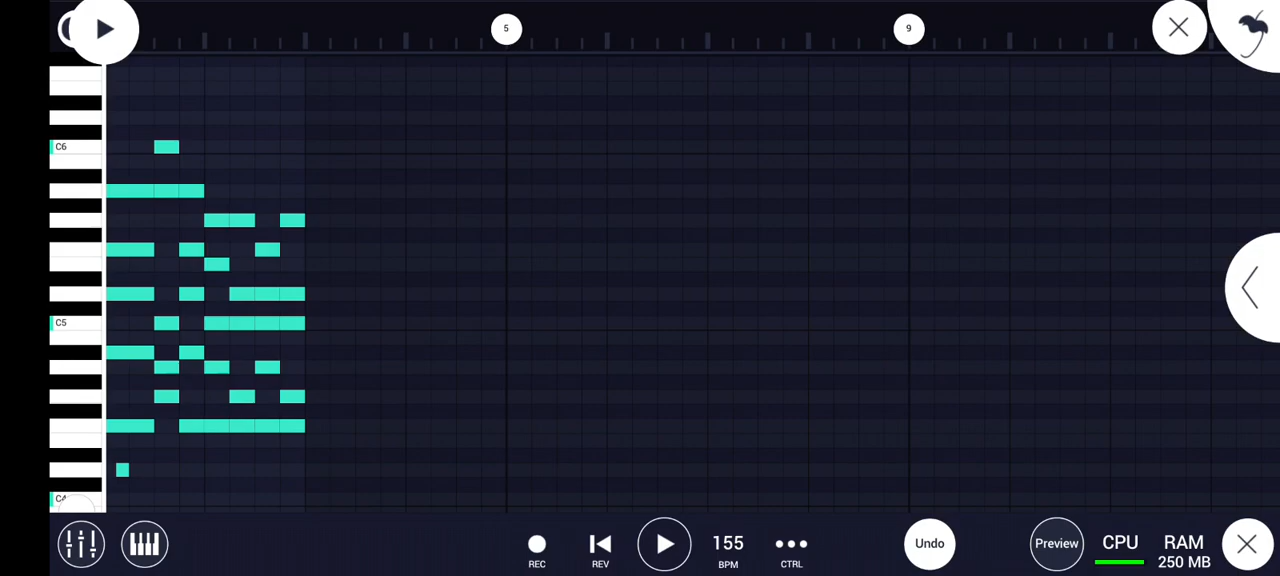 5
9
C6
C5
C4
REC
REV
155
BPM
CTRL
Undo
Preview
CPU
RAM
250 MB